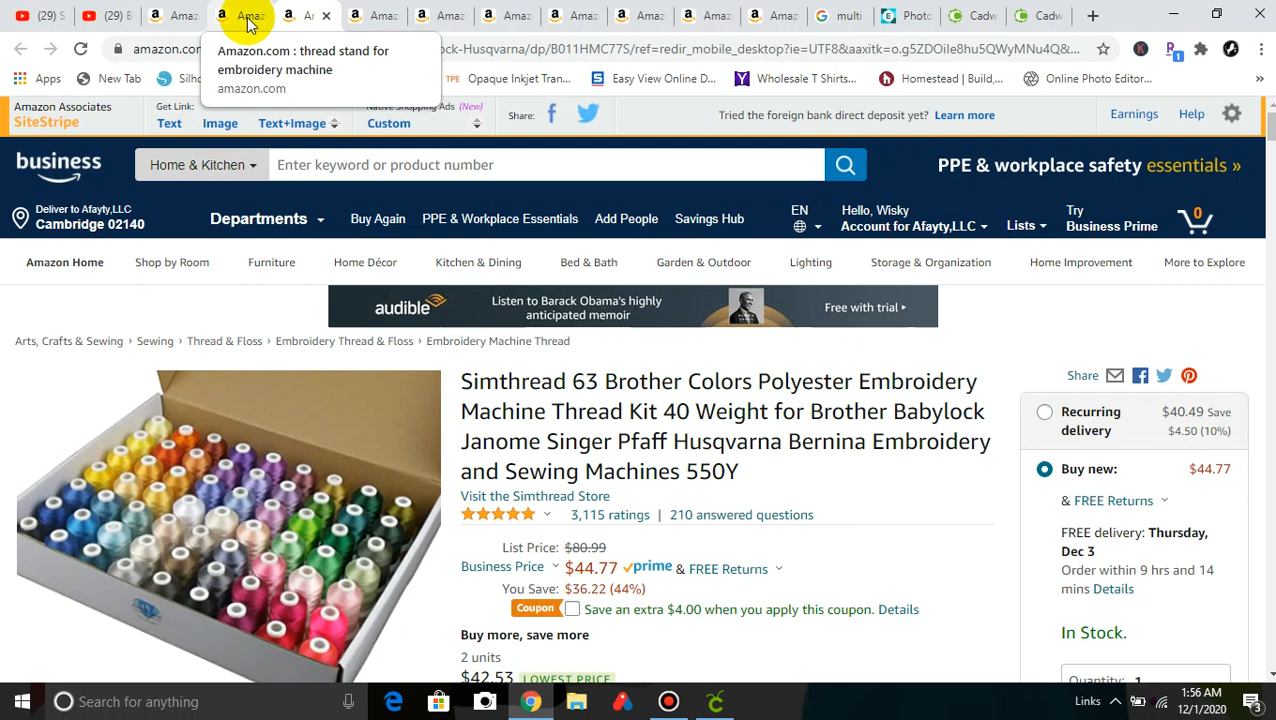 (29) S
(29) B
Amaz
Amaz
Ar
Amaz
Amaz
Amaz
Amaz
Amaz
Amaz
Amaz
multi
Photo
Cadw
Cadw
Amazon.com : thread stand for
embroidery machine
amazon.com
ock-Husqvarna/dp/B011HMC77S/ref=redir_mobile_desktop?ie=UTF8&aaxitk=o.g5ZDOile8hu5QWyMNu4Q&...
Apps
New Tab
Silh
Opaque Inkjet Tran...
Easy View Online D...
Wholesale T Shirts...
Homestead | Build,...
Online Photo Editor...
Amazon Associates
SiteStripe
Get Link:
Text
Image
Text+Image
Native Shopping Ads (New)
Custom
Share:
Tried the foreign bank direct deposit yet? Learn more
Earnings
Help
business
Home & Kitchen
Enter keyword or product number
PPE & workplace safety essentials »
Deliver to Afayty,LLC
Cambridge 02140
Departments
Buy Again
PPE & Workplace Essentials
Add People
Savings Hub
EN
Hello, Wisky
Account for Afayty,LLC
Lists
Try
Business Prime
0
Amazon Home
Shop by Room
Furniture
Home Décor
Kitchen & Dining
Bed & Bath
Garden & Outdoor
Lighting
Storage & Organization
Home Improvement
More to Explore
audible
Listen to Barack Obama's highly
anticipated memoir
Free with trial ▸
Arts, Crafts & Sewing › Sewing › Thread & Floss › Embroidery Thread & Floss › Embroidery Machine Thread
Simthread 63 Brother Colors Polyester Embroidery
Machine Thread Kit 40 Weight for Brother Babylock
Janome Singer Pfaff Husqvarna Bernina Embroidery
and Sewing Machines 550Y
Visit the Simthread Store
3,115 ratings | 210 answered questions
List Price: $80.99
Business Price $44.77 prime & FREE Returns
You Save: $36.22 (44%)
Coupon Save an extra $4.00 when you apply this coupon. Details
Buy more, save more
2 units
$42.53 LOWEST PRICE
Share
Recurring
delivery
$40.49 Save
$4.50 (10%)
Buy new: $44.77
& FREE Returns
FREE delivery: Thursday,
Dec 3
Order within 9 hrs and 14
mins Details
In Stock.
Quantity: 1
Search for anything
Links
1:56 AM
12/1/2020
3